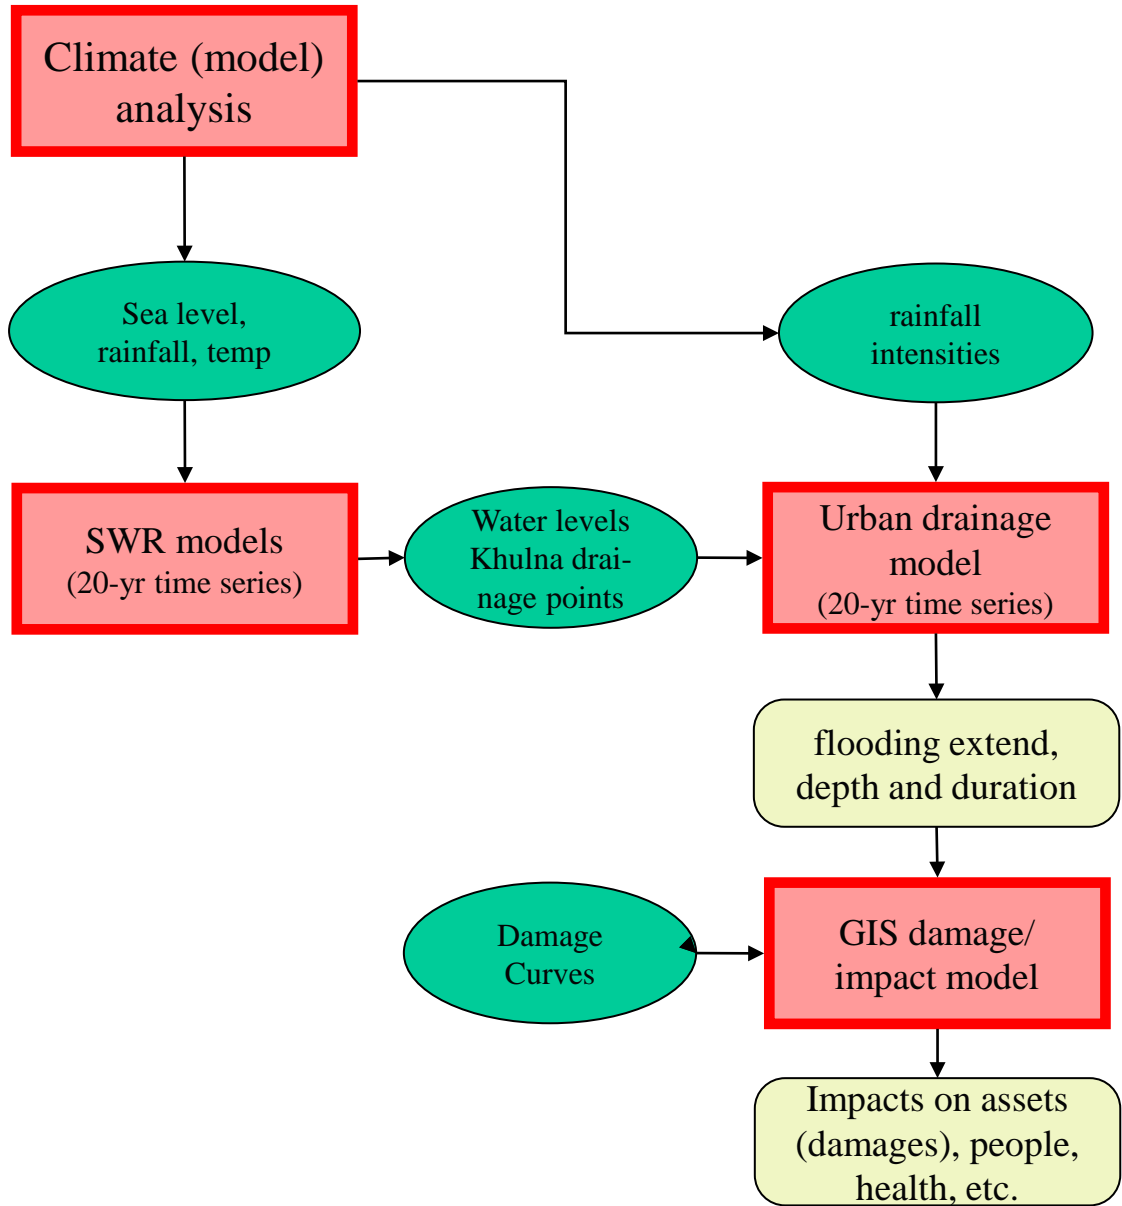 Climate (model)
analysis
Sea level,
rainfall, temp
rainfall
intensities
SWR models
(20-yr time series)
Water levels
Khulna drai-
nage points
Urban drainage
model
(20-yr time series)
flooding extend,
depth and duration
Damage
Curves
GIS damage/
impact model
Impacts on assets
(damages), people,
health, etc.